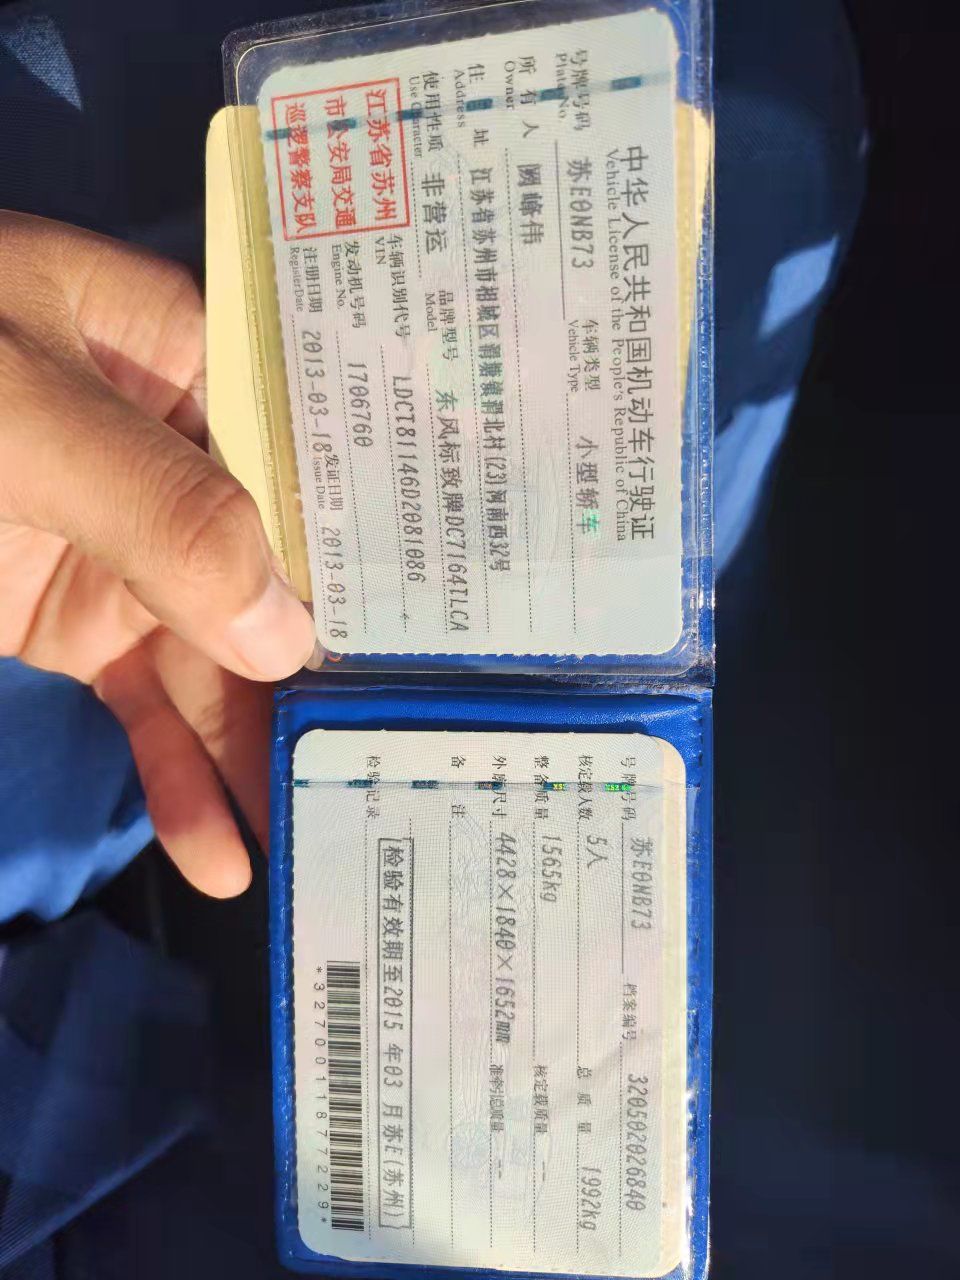 中华人民共和国机动车行驶证
Vehicle License of the People's Republic of China
号牌号码 苏E0NB73 车辆类型 小型轿车
Plate No. Vehicle Type
所有人 阙峰伟
Owner
住址 江苏省苏州市相城区渭塘镇渭北村(23)河南西32号
Address
使用性质 非营运 品牌型号 东风标致牌DC7164TLCA
Use Character Model
江苏省苏州
市公安局交通
巡逻警察支队
车辆识别代号 LDCT81146D2081086
VIN
发动机号码 1706760
Engine No.
注册日期 2013-03-18 发证日期 2013-03-18
Register Date Issue Date
号牌号码 苏E0NB73 档案编号 320502026840
核定载人数 5人 总质量 1992kg
整备质量 1565kg 核定载质量 --
外廓尺寸 4428×1840×1652mm 准牵引总质量 --
备注
检验记录 检验有效期至2015年03月苏E(苏州)
*3270011877229*